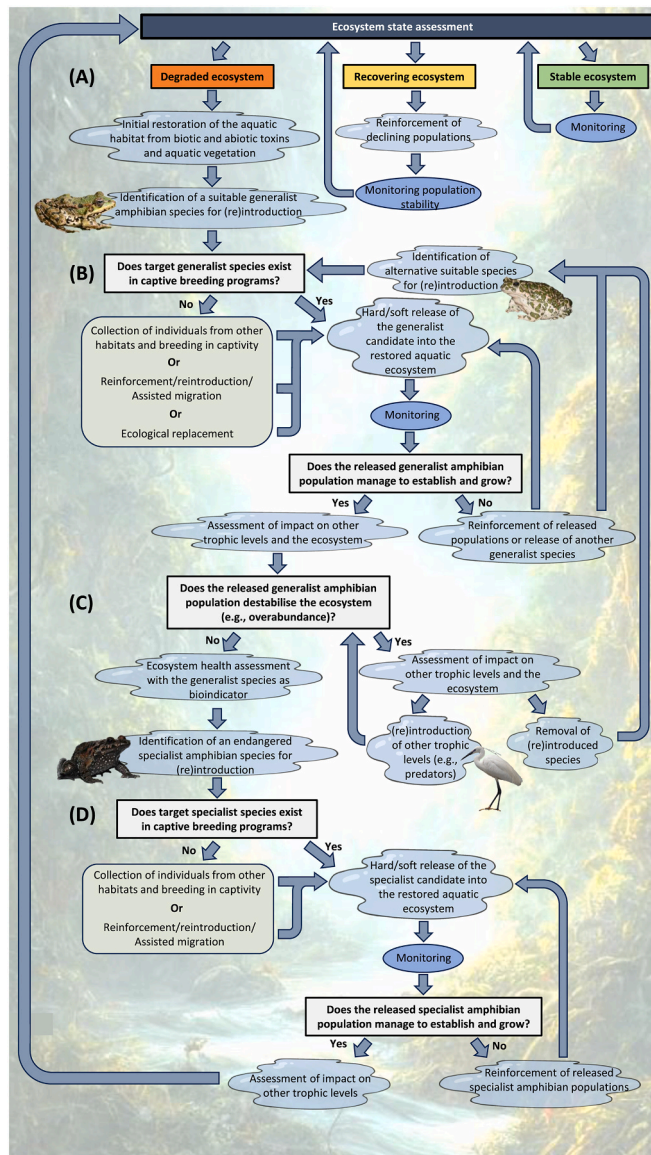 Ecosystem state assessment
(A)
Degraded ecosystem
Recovering ecosystem
Stable ecosystem
Initial restoration of the aquatic
habitat from biotic and abiotic toxins
and aquatic vegetation
Reinforcement of
declining populations
Monitoring
Identification of a suitable generalist
amphibian species for (re)introduction
Monitoring population
stability
(B)
Does target generalist species exist
in captive breeding programs?
Identification of
alternative suitable species
for (re)introduction
No
Yes
Collection of individuals from other
habitats and breeding in captivity
Or
Reinforcement/reintroduction/
Assisted migration
Or
Ecological replacement
Hard/soft release of
the generalist
candidate into the
restored aquatic
ecosystem
Monitoring
Does the released generalist amphibian
population manage to establish and grow?
Yes
No
Assessment of impact on other
trophic levels and the ecosystem
Reinforcement of released
populations or release of another
generalist species
(C)
Does the released generalist amphibian
population destabilise the ecosystem
(e.g., overabundance)?
No
Yes
Ecosystem health assessment
with the generalist species as
bioindicator
Assessment of impact on
other trophic levels and the
ecosystem
Identification of an endangered
specialist amphibian species for
(re)introduction
(re)introduction
of other trophic
levels (e.g.,
predators)
Removal of
(re)introduced
species
(D)
Does target specialist species exist
in captive breeding programs?
No
Yes
Collection of individuals from other
habitats and breeding in captivity
Or
Reinforcement/reintroduction/
Assisted migration
Hard/soft release of the
specialist candidate into
the restored aquatic
ecosystem
Monitoring
Does the released specialist amphibian
population manage to establish and grow?
Yes
No
Assessment of impact on
other trophic levels
Reinforcement of released
specialist amphibian populations